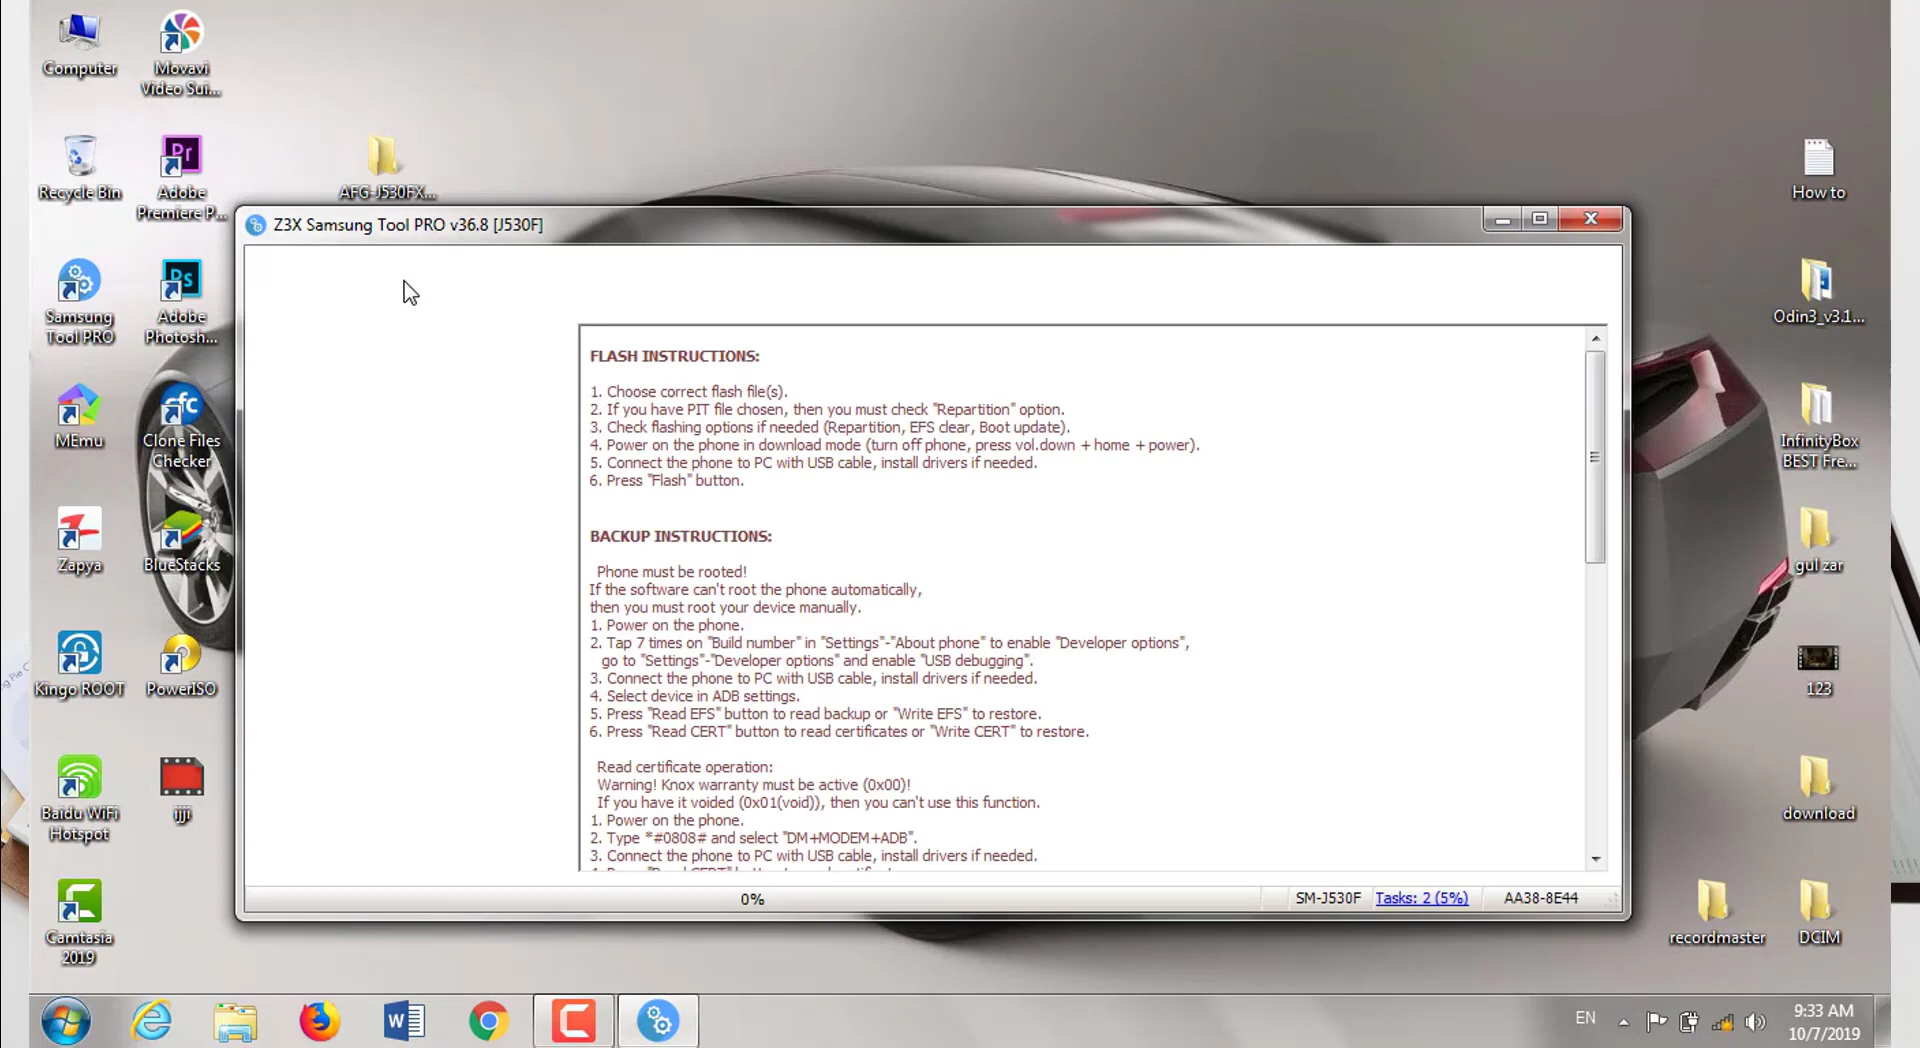 Computer
Movavi
Video Sui...
Recycle Bin
Adobe
Premiere P...
AFG-J530FX...
How to
Samsung
Tool PRO
Adobe
Photosh...
Odin3_v3.1...
MEmu
Clone Files
Checker
InfinityBox
BEST Fre...
Zapya
BlueStacks
gul zar
Kingo ROOT
PowerISO
123
Baidu WiFi
Hotspot
jiji
download
Camtasia
2019
recordmaster
DCIM
Z3X Samsung Tool PRO v36.8 [J530F]
FLASH INSTRUCTIONS:
1. Choose correct flash file(s).
2. If you have PIT file chosen, then you must check "Repartition" option.
3. Check flashing options if needed (Repartition, EFS clear, Boot update).
4. Power on the phone in download mode (turn off phone, press vol.down + home + power).
5. Connect the phone to PC with USB cable, install drivers if needed.
6. Press "Flash" button.
BACKUP INSTRUCTIONS:
Phone must be rooted!
If the software can't root the phone automatically,
then you must root your device manually.
1. Power on the phone.
2. Tap 7 times on "Build number" in "Settings"-"About phone" to enable "Developer options",
go to "Settings"-"Developer options" and enable "USB debugging".
3. Connect the phone to PC with USB cable, install drivers if needed.
4. Select device in ADB settings.
5. Press "Read EFS" button to read backup or "Write EFS" to restore.
6. Press "Read CERT" button to read certificates or "Write CERT" to restore.
Read certificate operation:
Warning! Knox warranty must be active (0x00)!
If you have it voided (0x01(void)), then you can't use this function.
1. Power on the phone.
2. Type *#0808# and select "DM+MODEM+ADB".
3. Connect the phone to PC with USB cable, install drivers if needed.
0%
SM-J530F
Tasks: 2 (5%)
AA38-8E44
EN
9:33 AM
10/7/2019